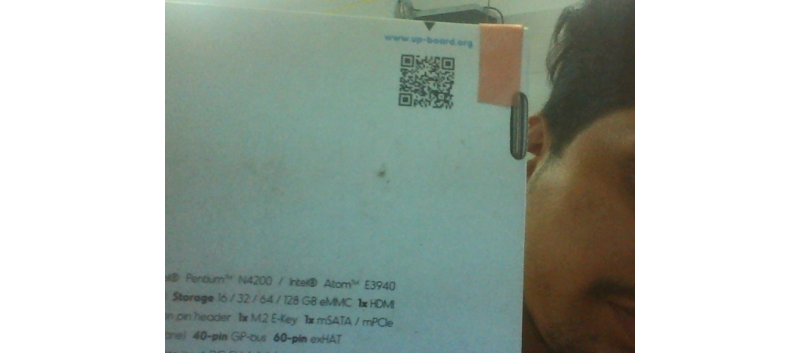 www.up-board.org
Pentium™ N4200 / Intel® Atom™ E3940
Storage 16 / 32 / 64 / 128 GB eMMC 1x HDMI
pin header 1x M.2 E-Key 1x mSATA / mPCIe
40-pin GP-bus 60-pin exHAT